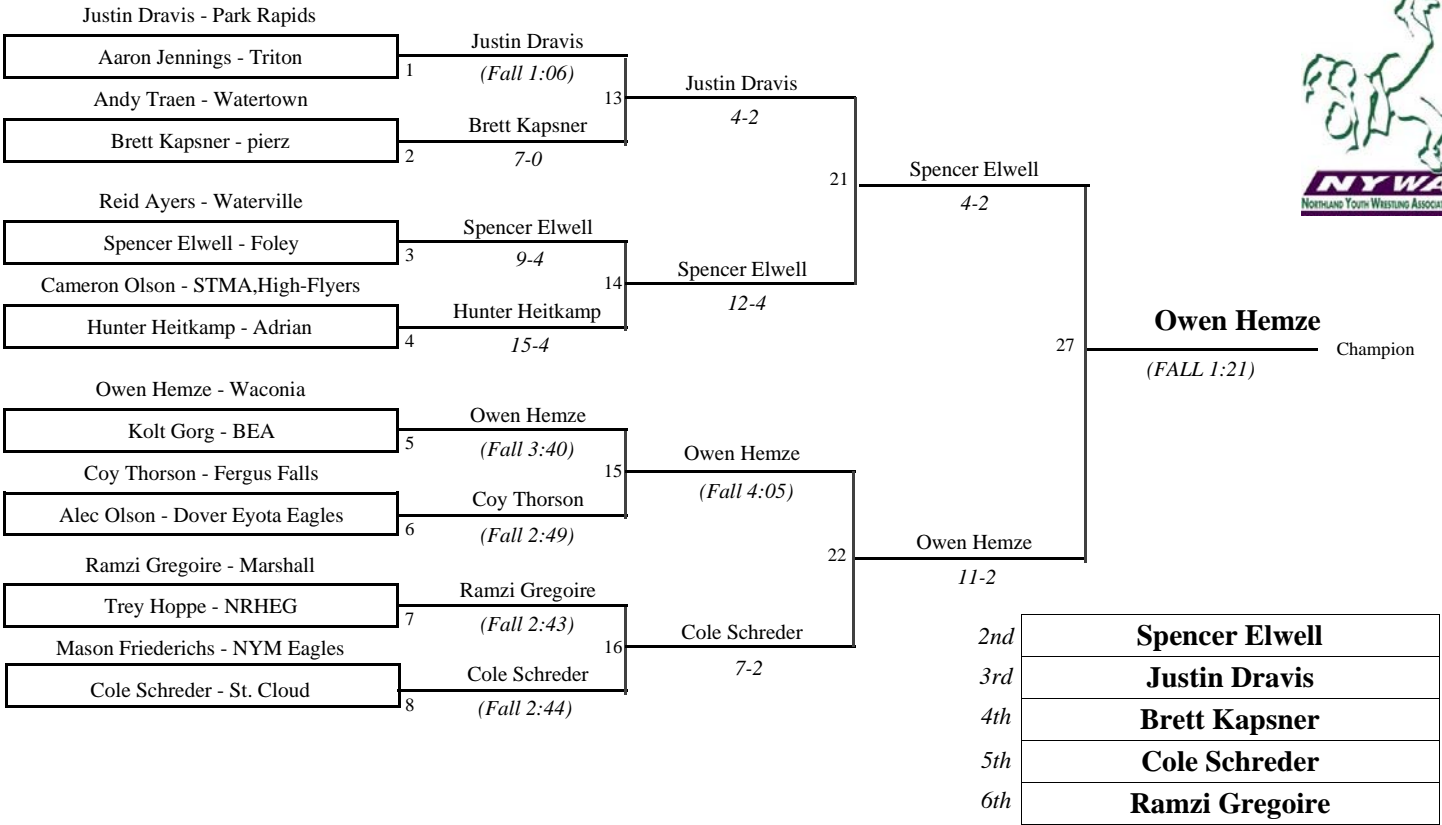 Justin Dravis - Park Rapids
Aaron Jennings - Triton
1
Justin Dravis
(Fall 1:06)
Andy Traen - Watertown
Brett Kapsner - pierz
2
Brett Kapsner
7-0
13
Justin Dravis
4-2
Reid Ayers - Waterville
Spencer Elwell - Foley
3
Spencer Elwell
9-4
Cameron Olson - STMA,High-Flyers
Hunter Heitkamp - Adrian
4
Hunter Heitkamp
15-4
14
Spencer Elwell
12-4
21
Spencer Elwell
4-2
Owen Hemze - Waconia
Kolt Gorg - BEA
5
Owen Hemze
(Fall 3:40)
Coy Thorson - Fergus Falls
Alec Olson - Dover Eyota Eagles
6
Coy Thorson
(Fall 2:49)
15
Owen Hemze
(Fall 4:05)
Ramzi Gregoire - Marshall
Trey Hoppe - NRHEG
7
Ramzi Gregoire
(Fall 2:43)
Mason Friederichs - NYM Eagles
Cole Schreder - St. Cloud
8
Cole Schreder
(Fall 2:44)
16
Cole Schreder
7-2
22
Owen Hemze
11-2
27
Owen Hemze
(FALL 1:21)
Champion
NYWA
NORTHLAND YOUTH WRESTLING
2nd Spencer Elwell
3rd Justin Dravis
4th Brett Kapsner
5th Cole Schreder
6th Ramzi Gregoire